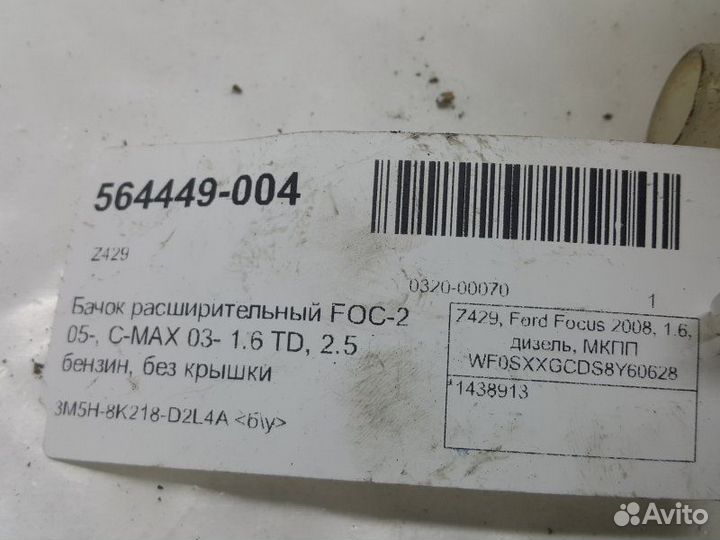 564449-004
Z429
0320-00070
1
Бачок расширительный FOC-2
05-, C-MAX 03- 1.6 TD, 2.5
бензин, без крышки
3M5H-8K218-D2L4A <б\у>
Z429, Ford Focus 2008, 1.6,
дизель, МКПП
WF0SXXGCDS8Y60628
*1438913
Avito